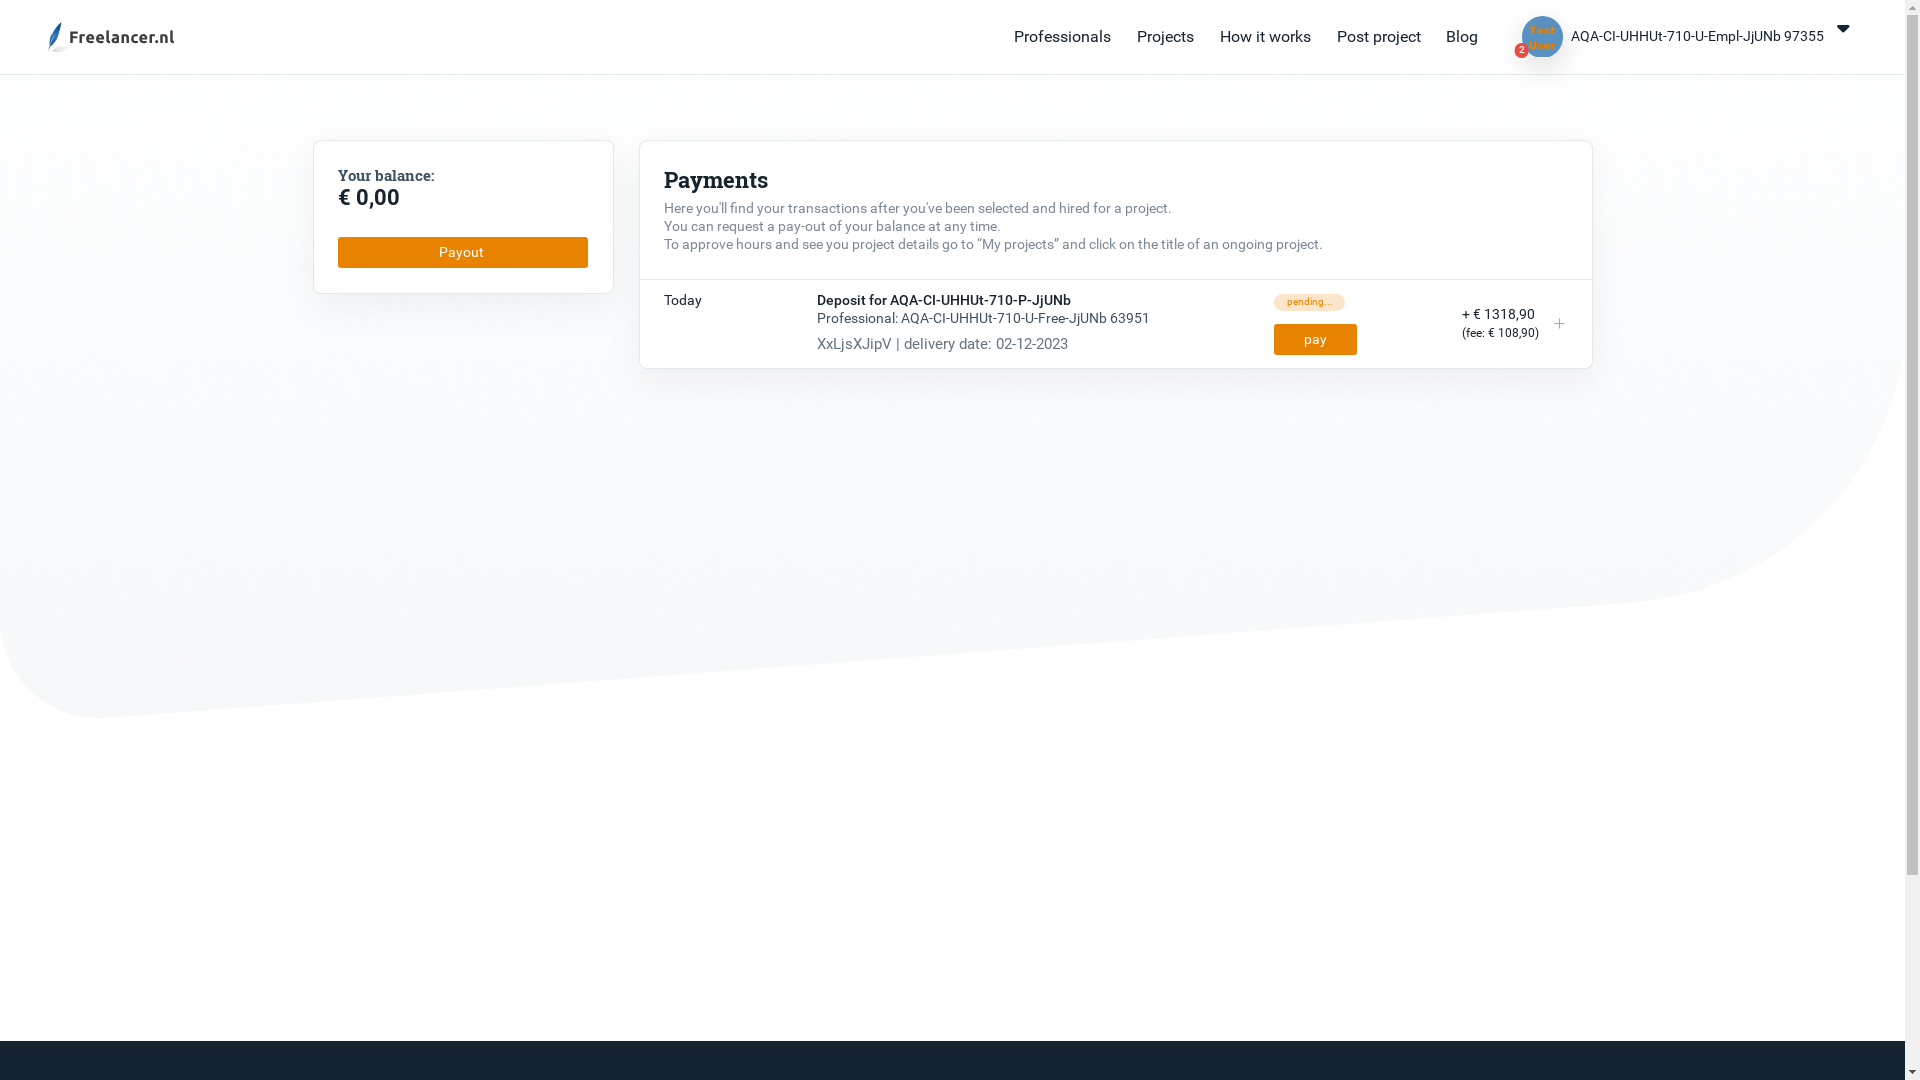 Freelancer.nl
Professionals Projects How it works Post project Blog
Test User
2
AQA-CI-UHHUt-710-U-Empl-JjUNb 97355
Your balance:
€ 0,00
Payout
Payments
Here you'll find your transactions after you've been selected and hired for a project.
You can request a pay-out of your balance at any time.
To approve hours and see you project details go to “My projects” and click on the title of an ongoing project.
Today
Deposit for AQA-CI-UHHUt-710-P-JjUNb
Professional: AQA-CI-UHHUt-710-U-Free-JjUNb 63951
XxLjsXJipV | delivery date: 02-12-2023
pending...
pay
+ € 1318,90
(fee: € 108,90)
+